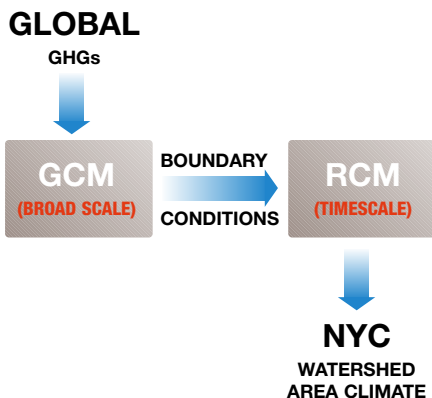 GLOBAL
GHGs
GCM
(BROAD SCALE)
BOUNDARY
CONDITIONS
RCM
(TIMESCALE)
NYC
WATERSHED
AREA CLIMATE